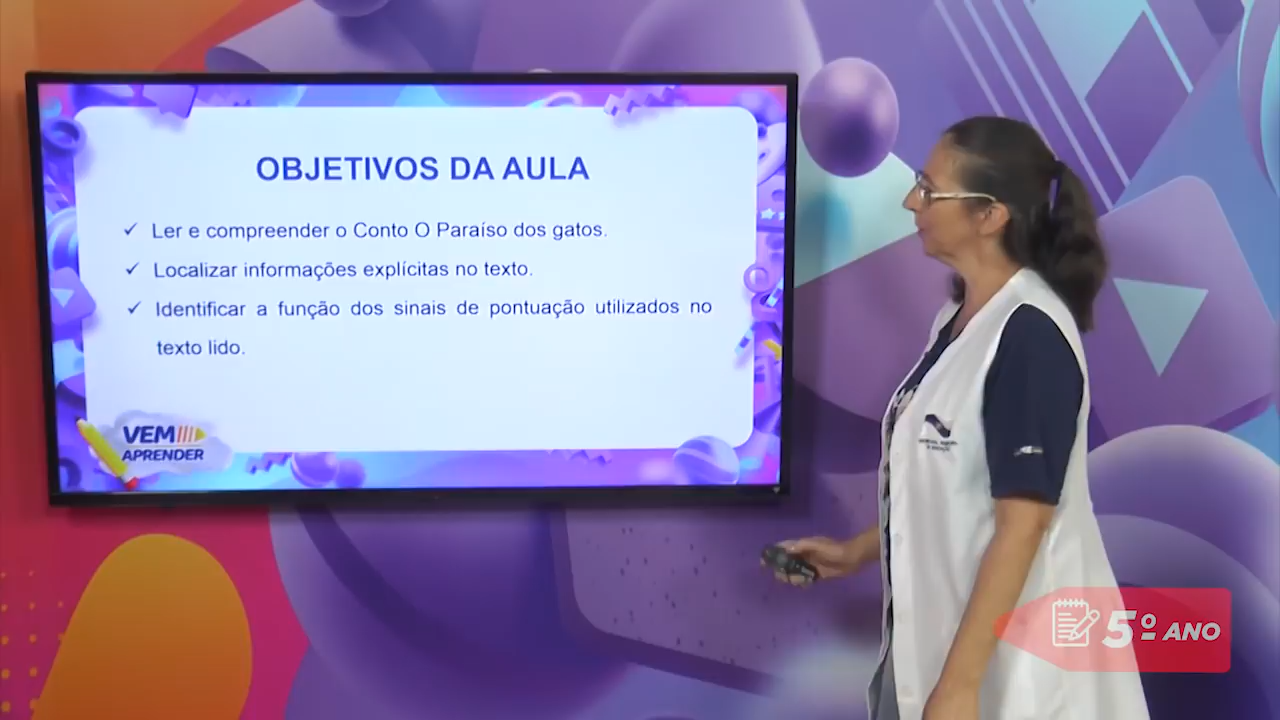 OBJETIVOS DA AULA
✓ Ler e compreender o Conto O Paraíso dos gatos.
✓ Localizar informações explícitas no texto.
✓ Identificar a função dos sinais de pontuação utilizados no
texto lido.
VEM
APRENDER
5º ANO